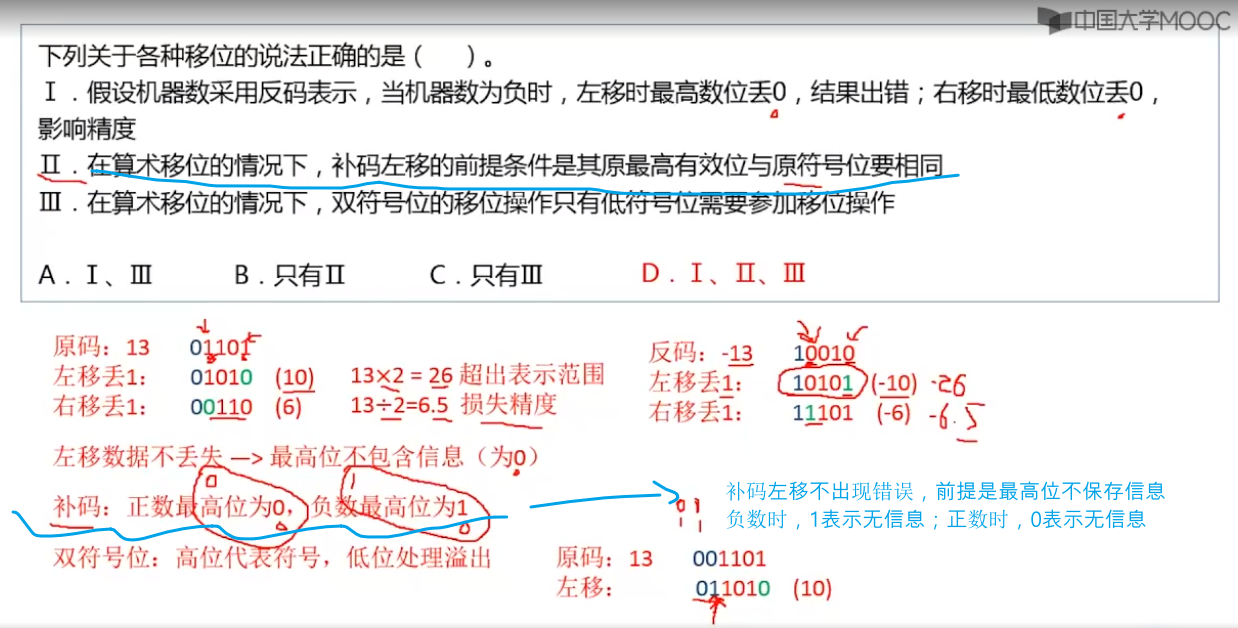 中国大学MOOC
下列关于各种移位的说法正确的是（　　）。
Ⅰ．假设机器数采用反码表示，当机器数为负时，左移时最高数位丢0，结果出错；右移时最低数位丢0，
影响精度
Ⅱ．在算术移位的情况下，补码左移的前提条件是其原最高有效位与原符号位要相同
Ⅲ．在算术移位的情况下，双符号位的移位操作只有低符号位需要参加移位操作
A．Ⅰ、Ⅲ　　B．只有Ⅱ　　C．只有Ⅲ　　D．Ⅰ、Ⅱ、Ⅲ
原码：13　01101
左移丢1：　01010　(10)　13×2 = 26 超出表示范围
右移丢1：　00110　(6)　13÷2=6.5 损失精度
反码：-13　10010
左移丢1：　10101　(-10)　-26
右移丢1：　11101　(-6)　-6.5
左移数据不丢失 —> 最高位不包含信息（为0）
0　1
补码：正数最高位为0，负数最高位为1
0　0
01
11
补码左移不出现错误，前提是最高位不保存信息
负数时，1表示无信息；正数时，0表示无信息
双符号位：高位代表符号，低位处理溢出
原码：13　001101
左移：　011010　(10)